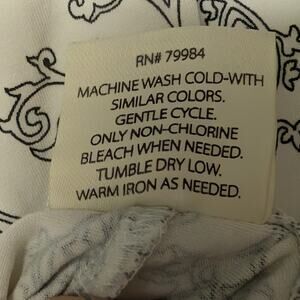 RN# 79984
MACHINE WASH COLD-WITH
SIMILAR COLORS.
GENTLE CYCLE.
ONLY NON-CHLORINE
BLEACH WHEN NEEDED.
TUMBLE DRY LOW.
WARM IRON AS NEEDED.